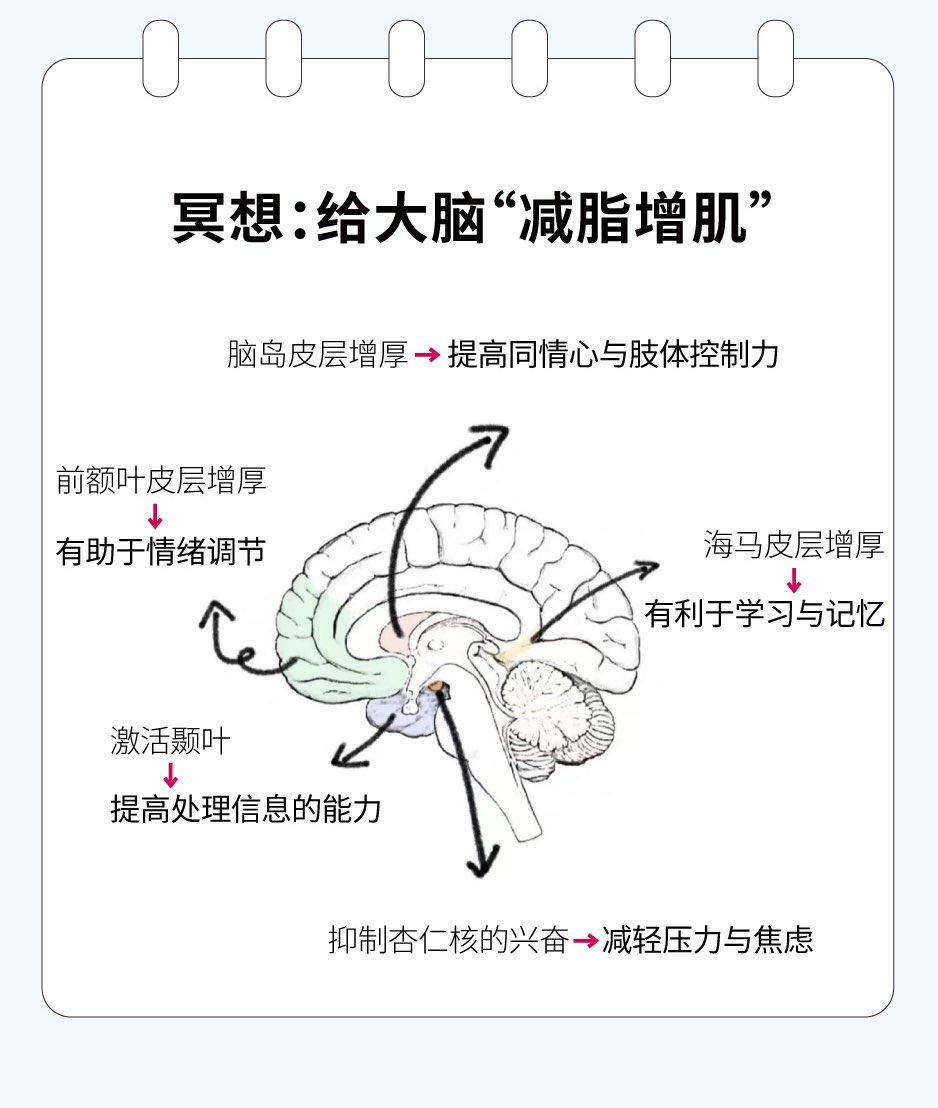 冥想：给大脑“减脂增肌”
脑岛皮层增厚→提高同情心与肢体控制力
前额叶皮层增厚
↓
有助于情绪调节
海马皮层增厚
↓
有利于学习与记忆
激活颞叶
↓
提高处理信息的能力
抑制杏仁核的兴奋→减轻压力与焦虑